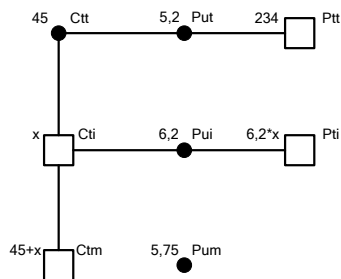 45 Ctt 5,2 Put 234 Ptt
x Cti 6,2 Pui 6,2*x Pti
45+x Ctm 5,75 Pum